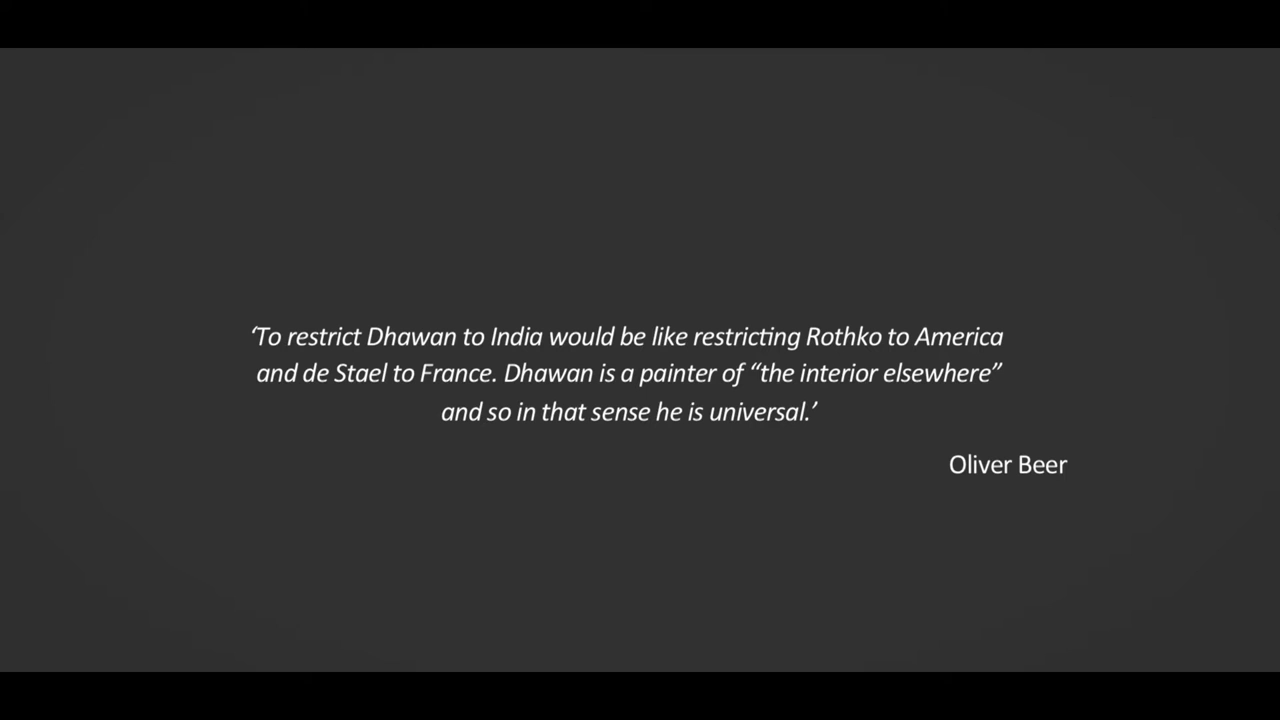 ‘To restrict Dhawan to India would be like restricting Rothko to America
and de Stael to France. Dhawan is a painter of “the interior elsewhere”
and so in that sense he is universal.’
Oliver Beer